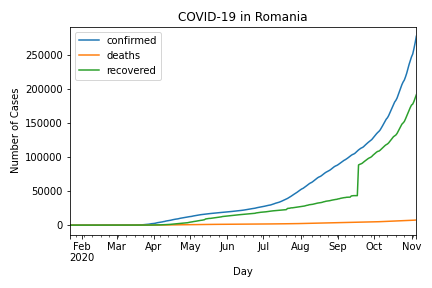 COVID-19 in Romania
confirmed
deaths
recovered
Number of Cases
250000
200000
150000
100000
50000
0
Feb Mar Apr May Jun Jul Aug Sep Oct Nov
2020
Day